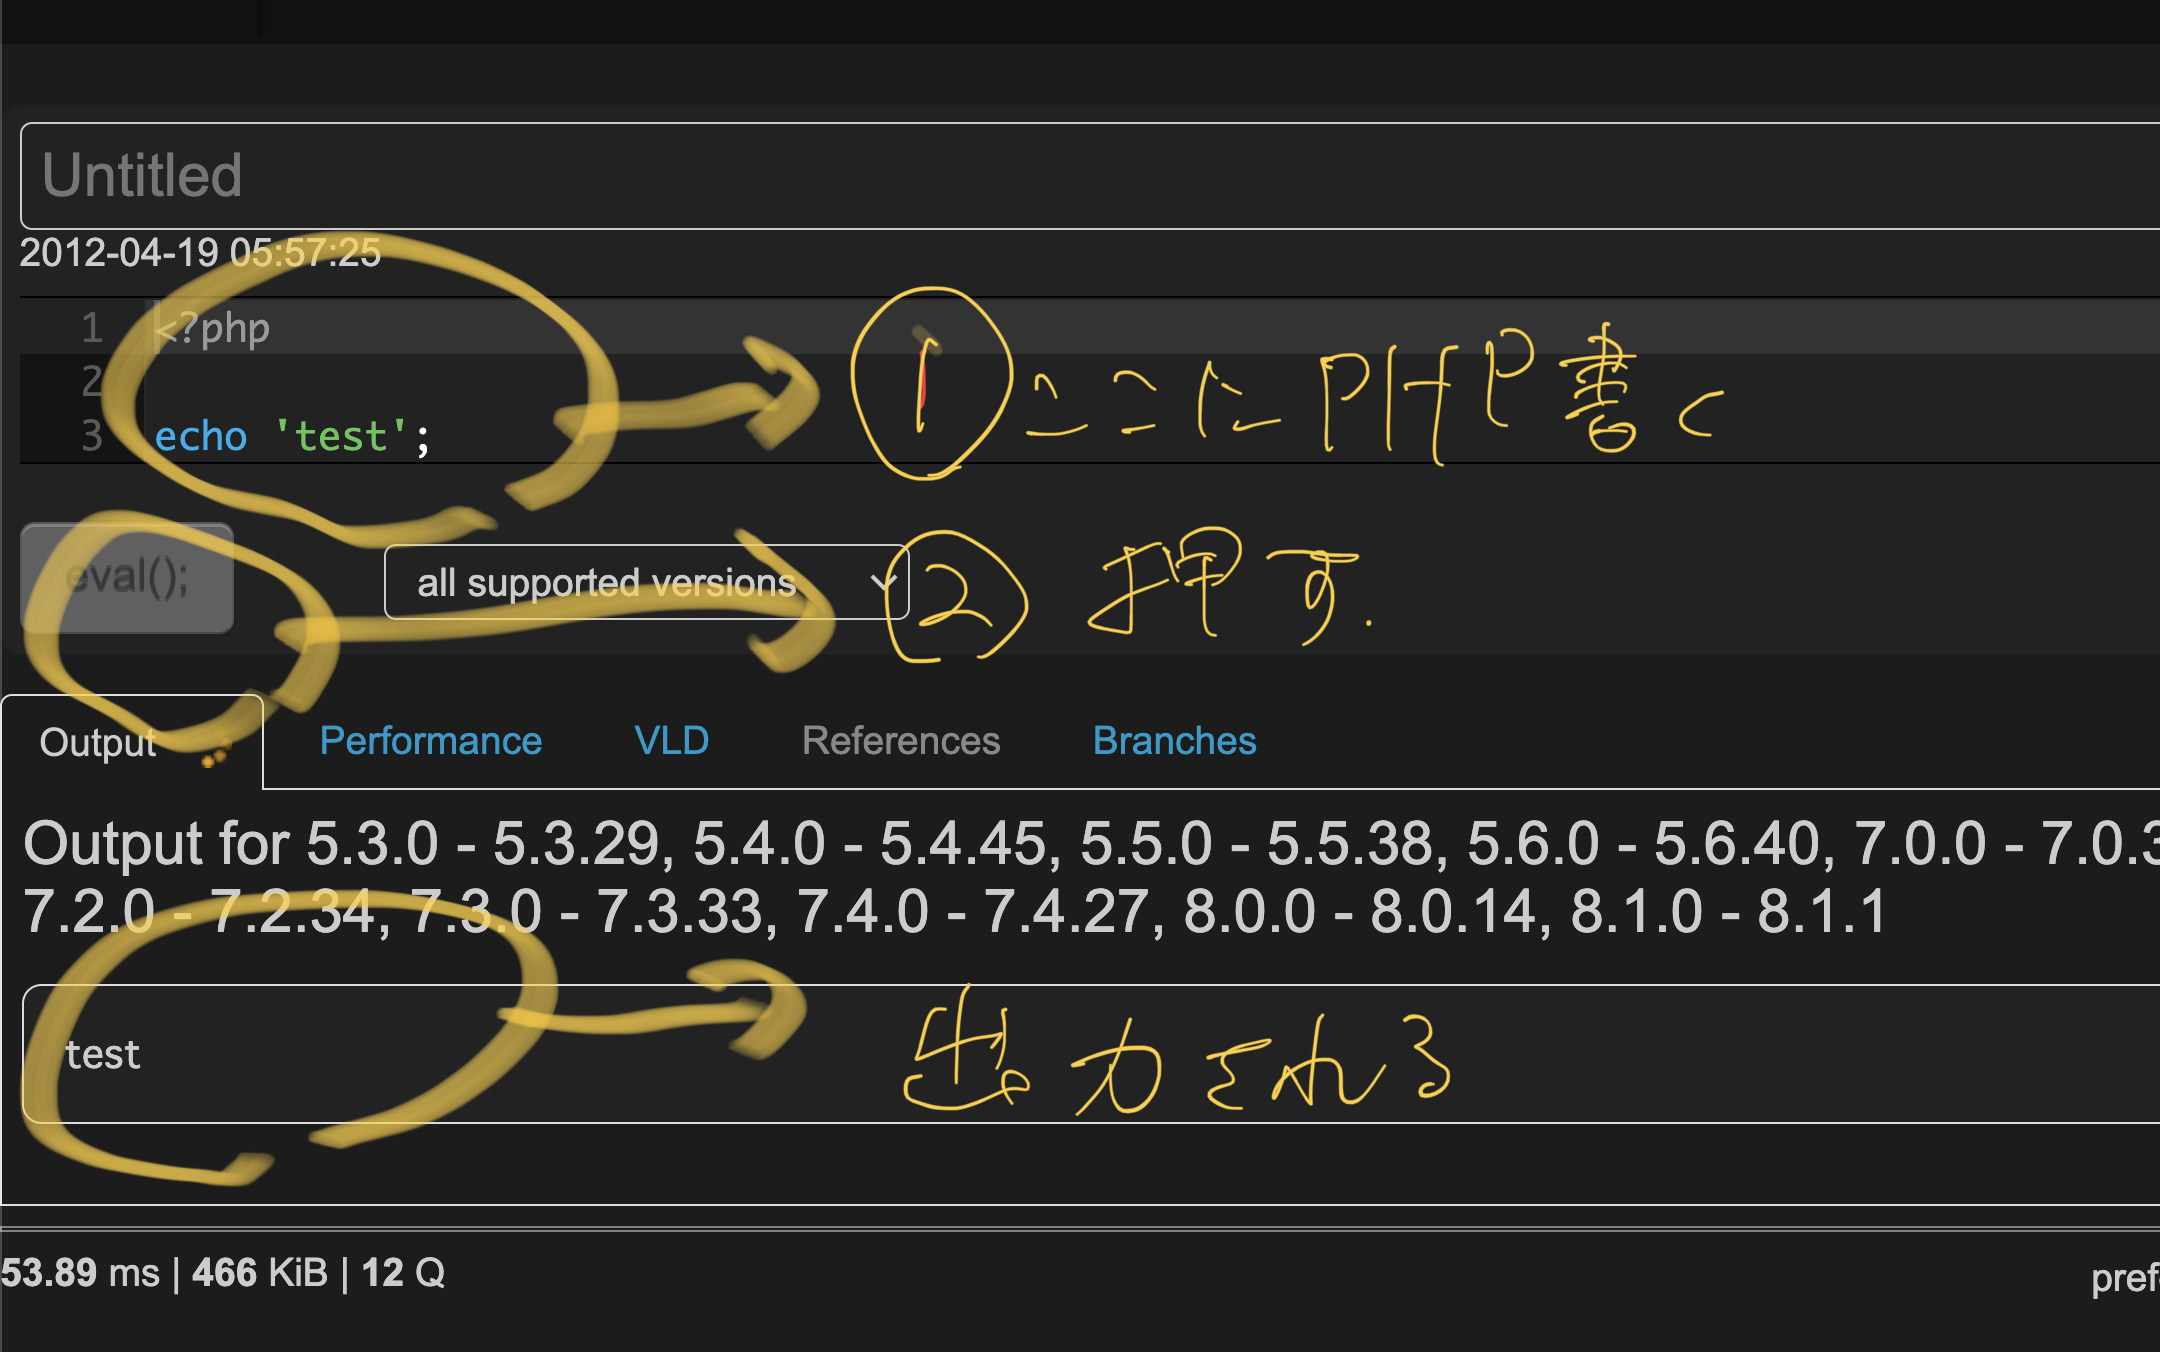 Untitled
2012-04-19 05:57:25
1 <?php
2
3 echo 'test';
① ここにPHP書く
eval();
all supported versions
② 押す.
Output Performance VLD References Branches
Output for 5.3.0 - 5.3.29, 5.4.0 - 5.4.45, 5.5.0 - 5.5.38, 5.6.0 - 5.6.40, 7.0.0 - 7.0.3
7.2.0 - 7.2.34, 7.3.0 - 7.3.33, 7.4.0 - 7.4.27, 8.0.0 - 8.0.14, 8.1.0 - 8.1.1
test
出力される
53.89 ms | 466 KiB | 12 Q
pref